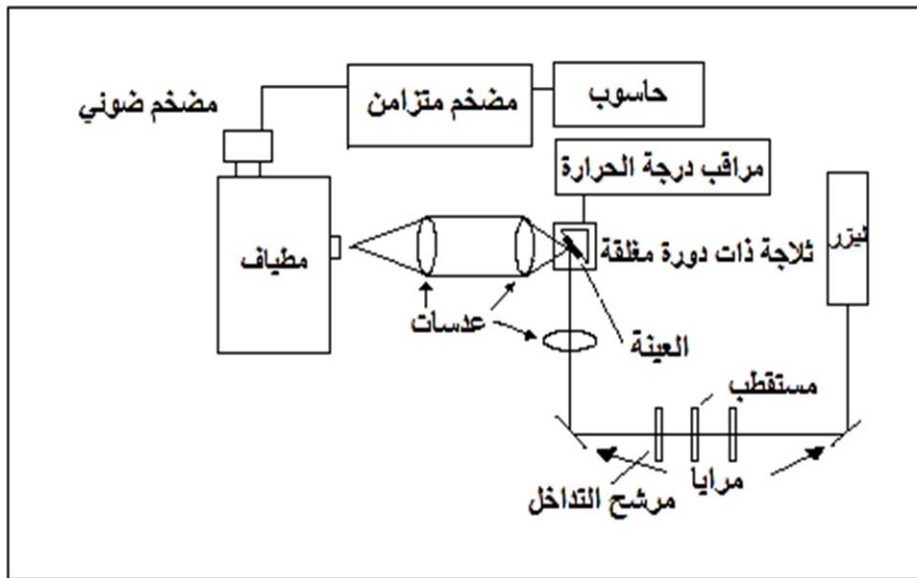 حاسوب
مضخم متزامن
مضخم ضوئي
مراقب درجة الحرارة
ليزر
ثلاجة ذات دورة مغلقة
مطياف
عدسات
العينة
مستقطب
مرايا
مرشح التداخل